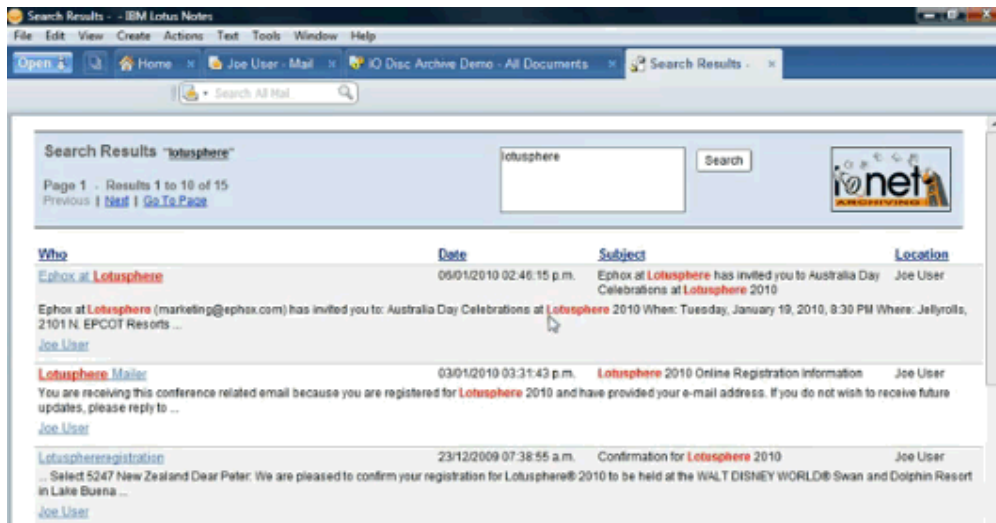 Search Results - - IBM Lotus Notes
File Edit View Create Actions Text Tools Window Help
Open Home Joe User - Mail IO Disc Archive Demo - All Documents Search Results -
Search All Mail
Search Results "lotusphere"
lotusphere
Search
Page 1 - Results 1 to 10 of 15
Previous | Next | Go To Page
ionet
ARCHIVING
Who Date Subject Location
Ephox at Lotusphere 06/01/2010 02:46:15 p.m. Ephox at Lotusphere has invited you to Australia Day Joe User
Celebrations at Lotusphere 2010
Ephox at Lotusphere (marketing@ephox.com) has invited you to: Australia Day Celebrations at Lotusphere 2010 When: Tuesday, January 19, 2010, 8:30 PM Where: Jellyrolls,
2101 N. EPCOT Resorts ...
Joe User
Lotusphere Mailer 03/01/2010 03:31:43 p.m. Lotusphere 2010 Online Registration Information Joe User
You are receiving this conference related email because you are registered for Lotusphere 2010 and have provided your e-mail address. If you do not wish to receive future
updates, please reply to ...
Joe User
Lotusphereregistration 23/12/2009 07:38:55 a.m. Confirmation for Lotusphere 2010 Joe User
... Select 5247 New Zealand Dear Peter: We are pleased to confirm your registration for Lotusphere® 2010 to be held at the WALT DISNEY WORLD® Swan and Dolphin Resort
in Lake Buena ...
Joe User